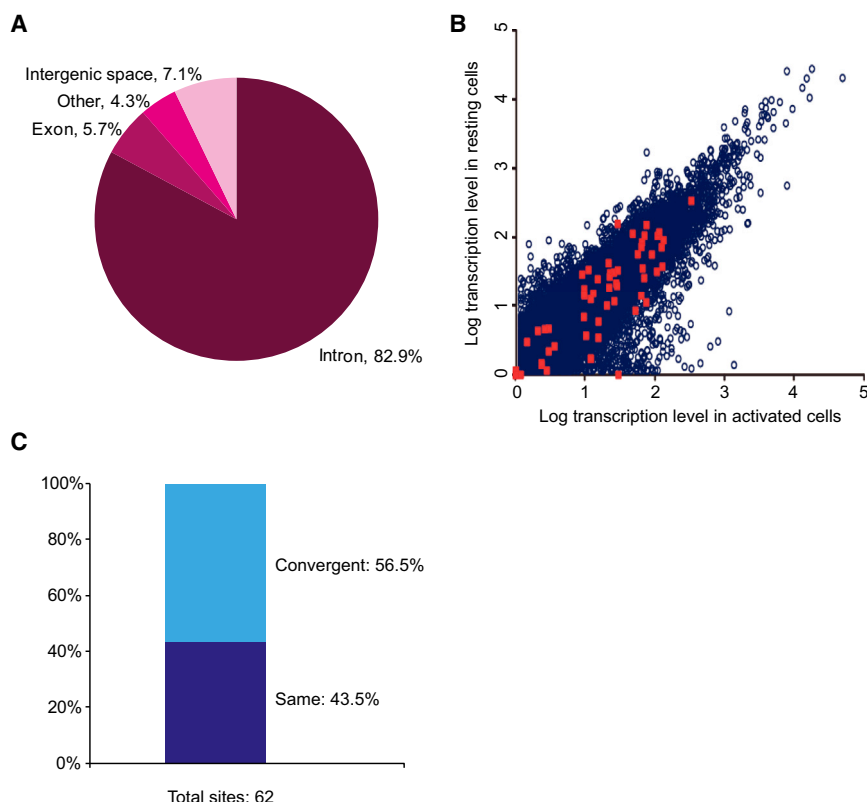 A
Intergenic space, 7.1%
Other, 4.3%
Exon, 5.7%
Intron, 82.9%
B
Log transcription level in resting cells
5
4
3
2
1
0
0 1 2 3 4 5
Log transcription level in activated cells
C
100%
80%
60%
40%
20%
0%
Convergent: 56.5%
Same: 43.5%
Total sites: 62